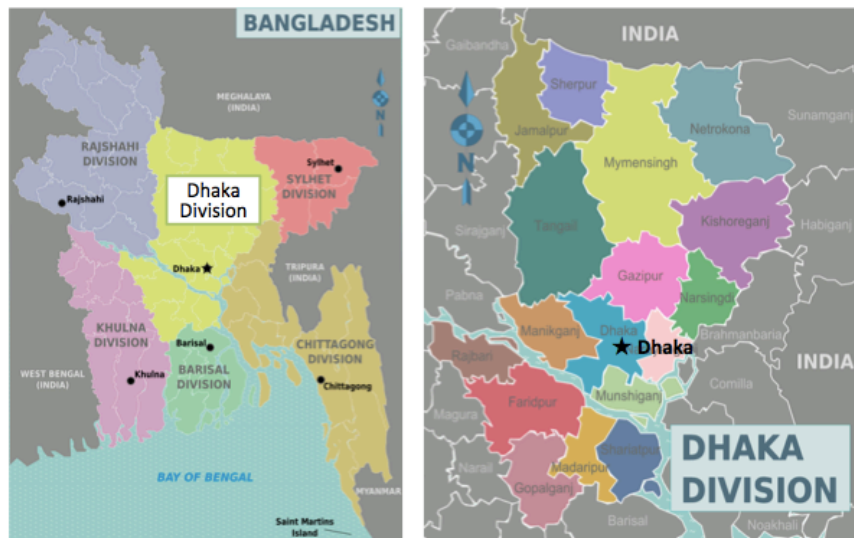 BANGLADESH
MEGHALAYA
(INDIA)
N
RAJSHAHI
DIVISION
Rajshahi
Dhaka
Division
Sylhet
SYLHET
DIVISION
Dhaka
TRIPURA
(INDIA)
KHULNA
DIVISION
Barisal
BARISAL
DIVISION
CHITTAGONG
DIVISION
WEST BENGAL
(INDIA)
Khulna
Chittagong
BAY OF BENGAL
MYANMAR
Saint Martins
Island
INDIA
Gaibandha
Sherpur
N
Jamalpur
Mymensingh
Netrokona
Sunamganj
Sirajganj
Tangail
Kishoreganj
Habiganj
Gazipur
Pabna
Narsingdi
Manikganj
Dhaka
Brahmanbaria
Dhaka
Rajbari
INDIA
Munshiganj
Comilla
Faridpur
Magura
Shariatpur
Madaripur
Narail
Gopalganj
DHAKA
DIVISION
Barisal
Noakhali